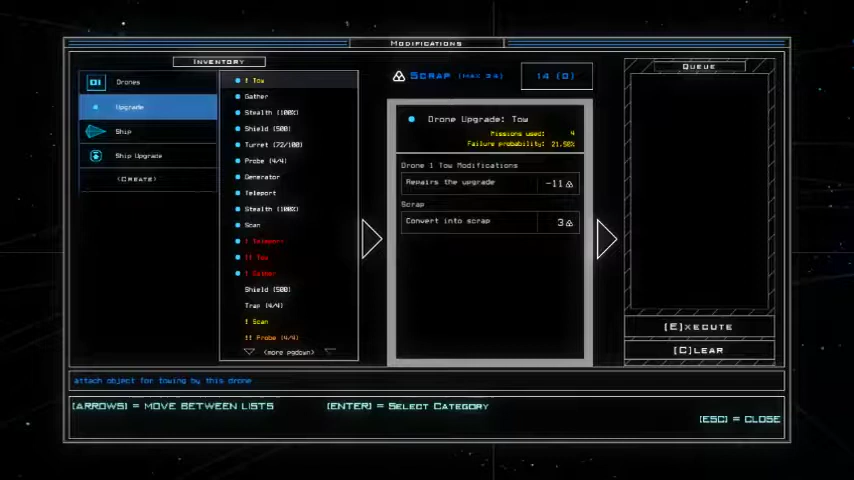 Modifications
Inventory
Drones
Upgrade
Ship
Ship Upgrade
(Create)
! Tow
Gather
Stealth (100%)
Shield (500)
Turret (72/100)
Probe (4/4)
Generator
Teleport
Stealth (100%)
Scan
! Teleport
!! Tow
! Gather
Shield (500)
Trap (4/4)
! Scan
!! Probe (4/4)
(more pgdown)
Scrap (max 34)
14 (0)
Drone Upgrade: Tow
Missions used: 4
Failure probability: 21.50%
Drone 1 Tow Modifications
Repairs the upgrade -11
Scrap
Convert into scrap 3
Queue
[E]xecute
[C]lear
attach object for towing by this drone
[ARROWS] = MOVE BETWEEN LISTS
[ENTER] = Select Category
[ESC] = CLOSE